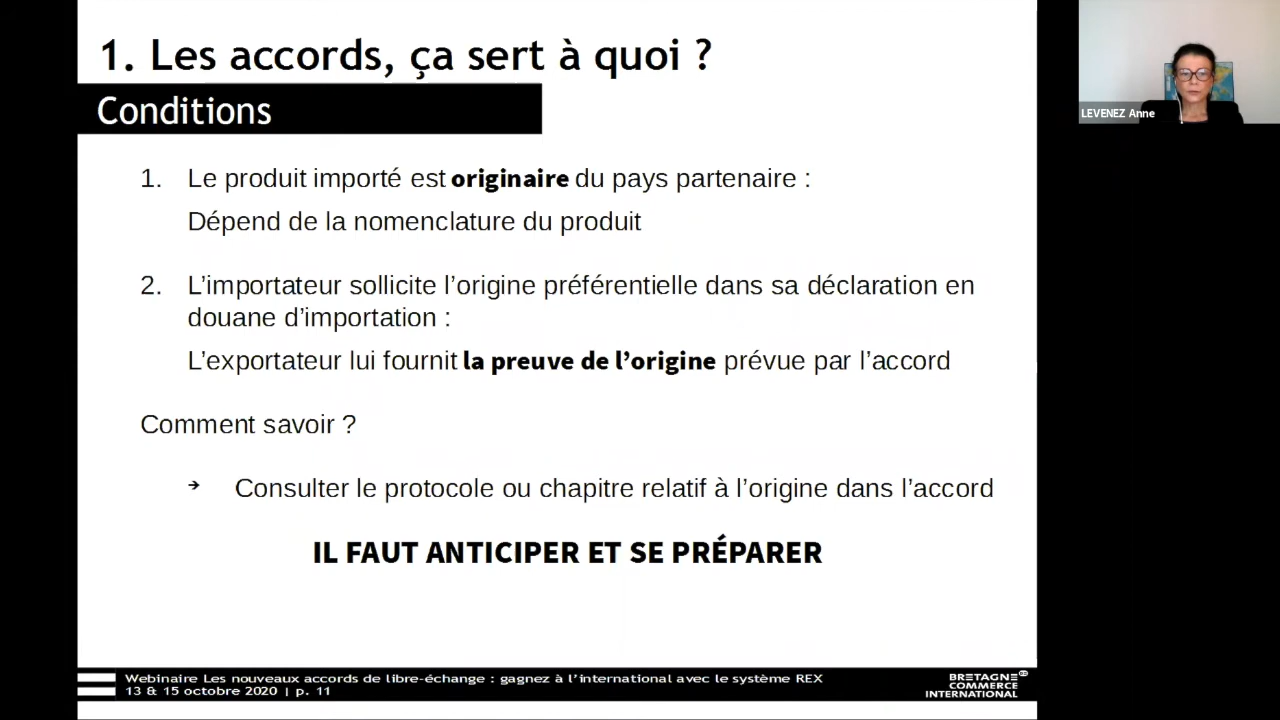 1. Les accords, ça sert à quoi ?
Conditions
LEVENEZ Anne
1. Le produit importé est originaire du pays partenaire :
Dépend de la nomenclature du produit
2. L’importateur sollicite l’origine préférentielle dans sa déclaration en
douane d’importation :
L’exportateur lui fournit la preuve de l’origine prévue par l’accord
Comment savoir ?
➔ Consulter le protocole ou chapitre relatif à l’origine dans l’accord
IL FAUT ANTICIPER ET SE PRÉPARER
Webinaire Les nouveaux accords de libre-échange : gagnez à l’international avec le système REX
13 & 15 octobre 2020 | p. 11
BRETAGNE
COMMERCE
INTERNATIONAL